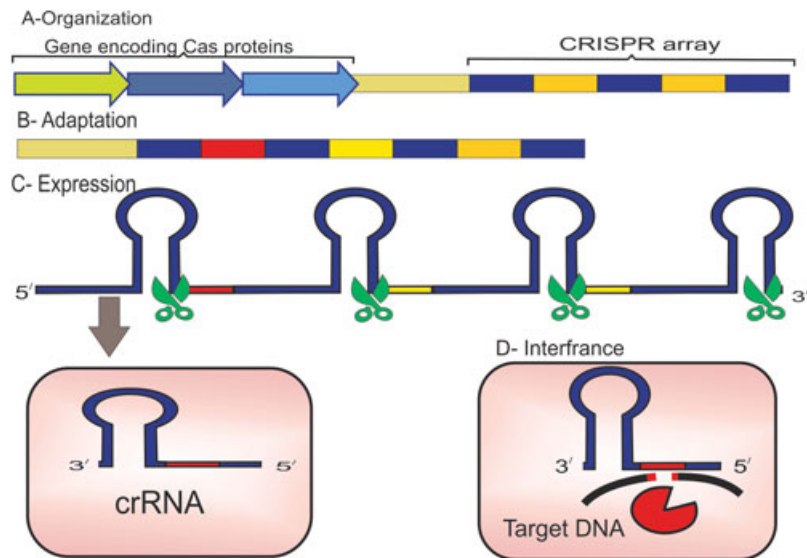 A-Organization
Gene encoding Cas proteins
CRISPR array
B- Adaptation
C- Expression
5′
3′
D- Interfrance
3′
5′
crRNA
3′
5′
Target DNA